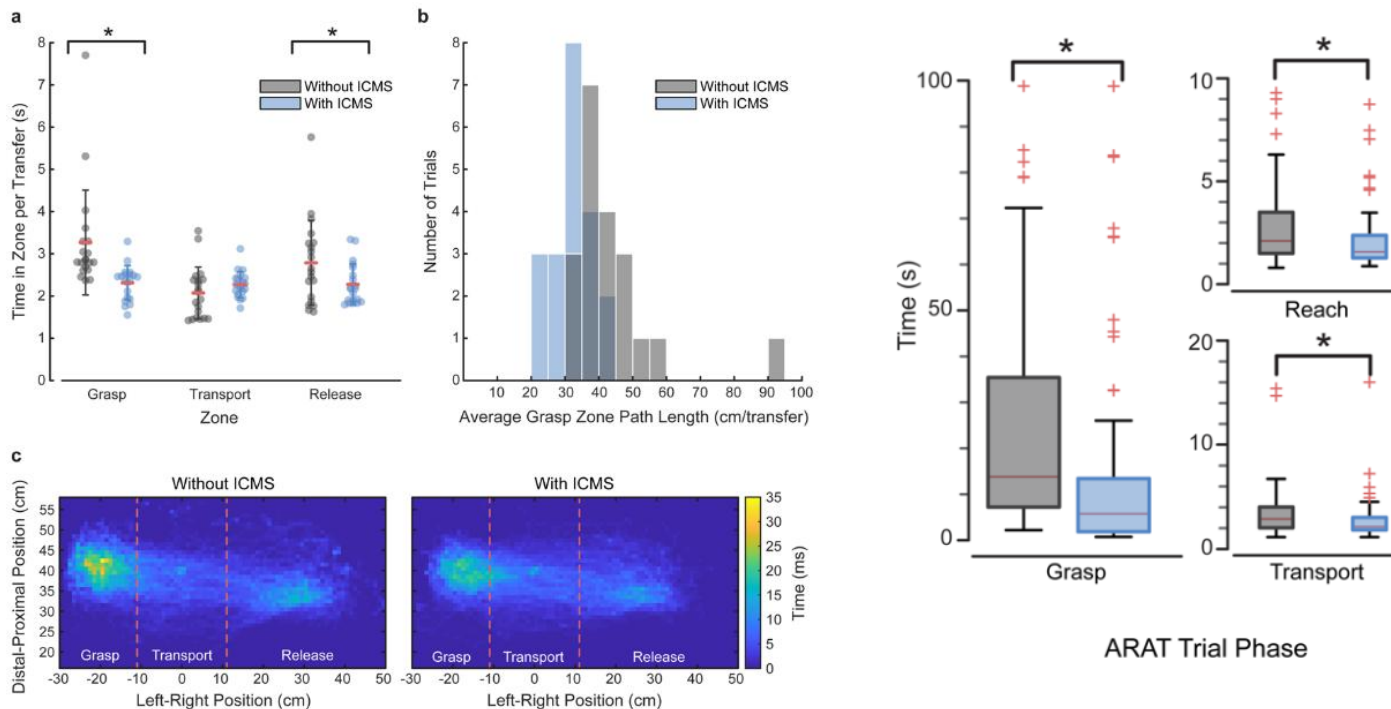 a
*
*
8
7
6
5
4
3
2
1
0
Time in Zone per Transfer (s)
Without ICMS
With ICMS
Grasp
Transport
Release
Zone
b
8
7
6
5
4
3
2
1
0
Number of Trials
Without ICMS
With ICMS
10
20
30
40
50
60
70
80
90
100
Average Grasp Zone Path Length (cm/transfer)
c
Without ICMS
With ICMS
Distal-Proximal Position (cm)
55
50
45
40
35
30
25
20
Grasp
Transport
Release
-30
-20
-10
0
10
20
30
40
50
Left-Right Position (cm)
Grasp
Transport
Release
-30
-20
-10
0
10
20
30
40
50
Left-Right Position (cm)
35
30
25
20
15
10
5
0
Time (ms)
*
100
50
0
Time (s)
Grasp
*
10
5
0
Reach
*
20
10
0
Transport
ARAT Trial Phase